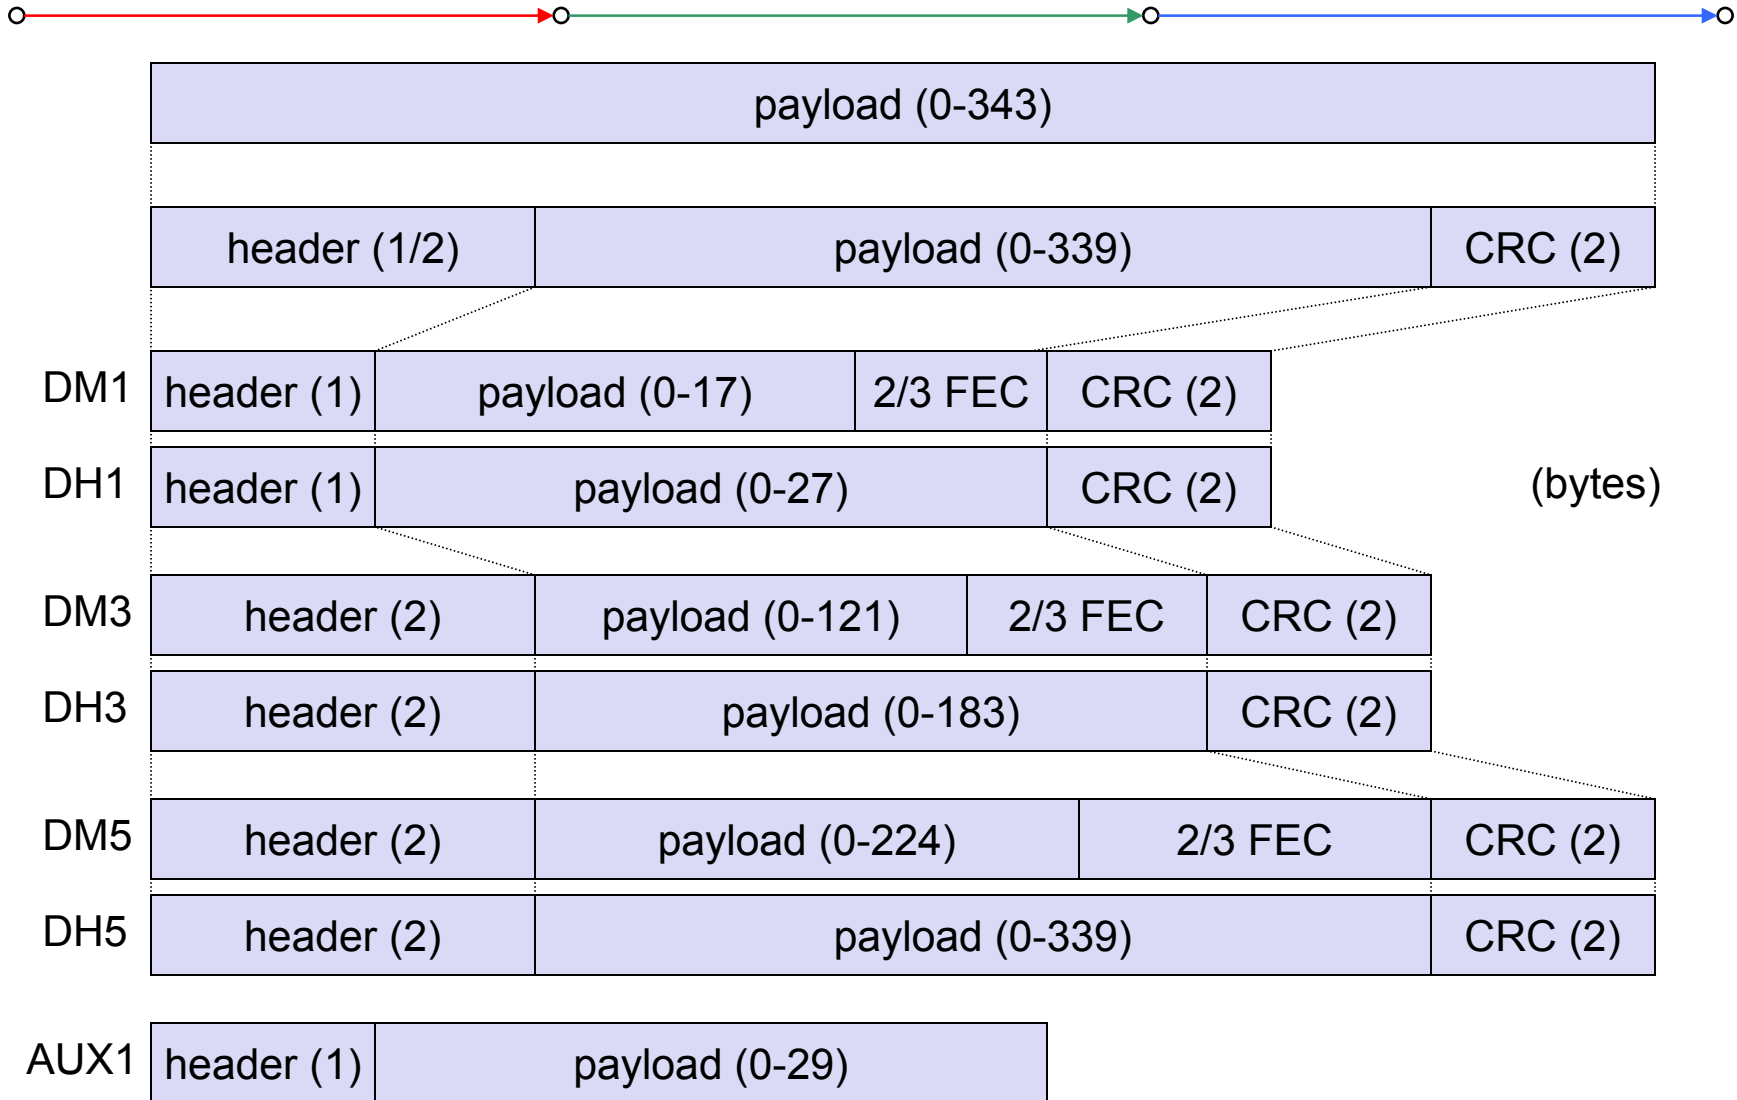 payload (0-343)
header (1/2) payload (0-339) CRC (2)
DM1 header (1) payload (0-17) 2/3 FEC CRC (2)
DH1 header (1) payload (0-27) CRC (2) (bytes)
DM3 header (2) payload (0-121) 2/3 FEC CRC (2)
DH3 header (2) payload (0-183) CRC (2)
DM5 header (2) payload (0-224) 2/3 FEC CRC (2)
DH5 header (2) payload (0-339) CRC (2)
AUX1 header (1) payload (0-29)